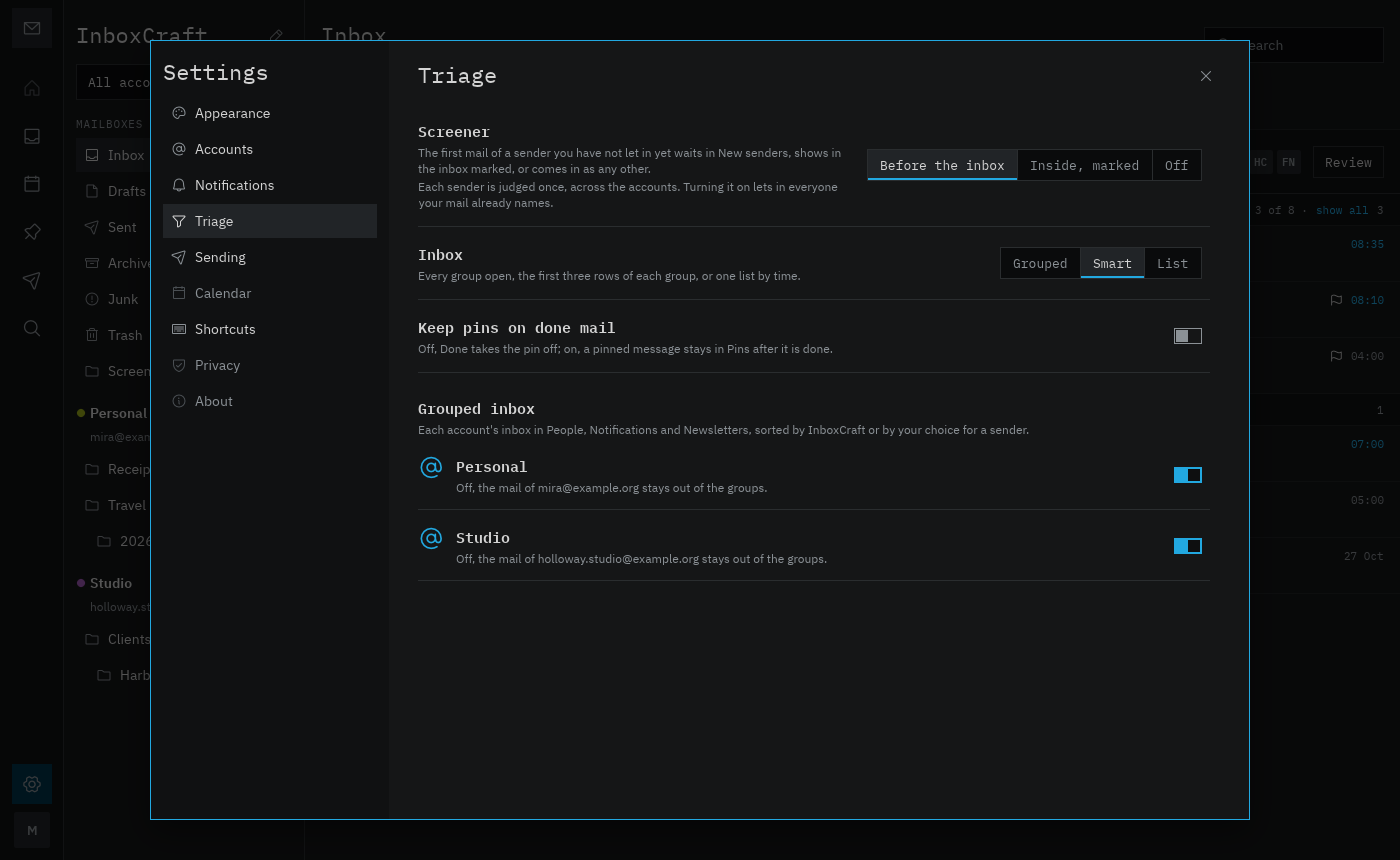 InboxCraft
Inbox
Search
All acco
MAILBOXES
Inbox
Drafts
Sent
Archive
Junk
Trash
Screen
Personal
mira@exam
Receip
Travel
2026
Studio
holloway.st
Clients
Harb
M
Settings
Appearance
Accounts
Notifications
Triage
Sending
Calendar
Shortcuts
Privacy
About
Triage
Screener
The first mail of a sender you have not let in yet waits in New senders, shows in
the inbox marked, or comes in as any other.
Each sender is judged once, across the accounts. Turning it on lets in everyone
your mail already names.
Before the inbox Inside, marked Off
Inbox
Every group open, the first three rows of each group, or one list by time.
Grouped Smart List
Keep pins on done mail
Off, Done takes the pin off; on, a pinned message stays in Pins after it is done.
Grouped inbox
Each account's inbox in People, Notifications and Newsletters, sorted by InboxCraft or by your choice for a sender.
Personal
Off, the mail of mira@example.org stays out of the groups.
Studio
Off, the mail of holloway.studio@example.org stays out of the groups.
HC FN Review
3 of 8 · show all 3
08:35
08:10
04:00
1
07:00
05:00
27 Oct